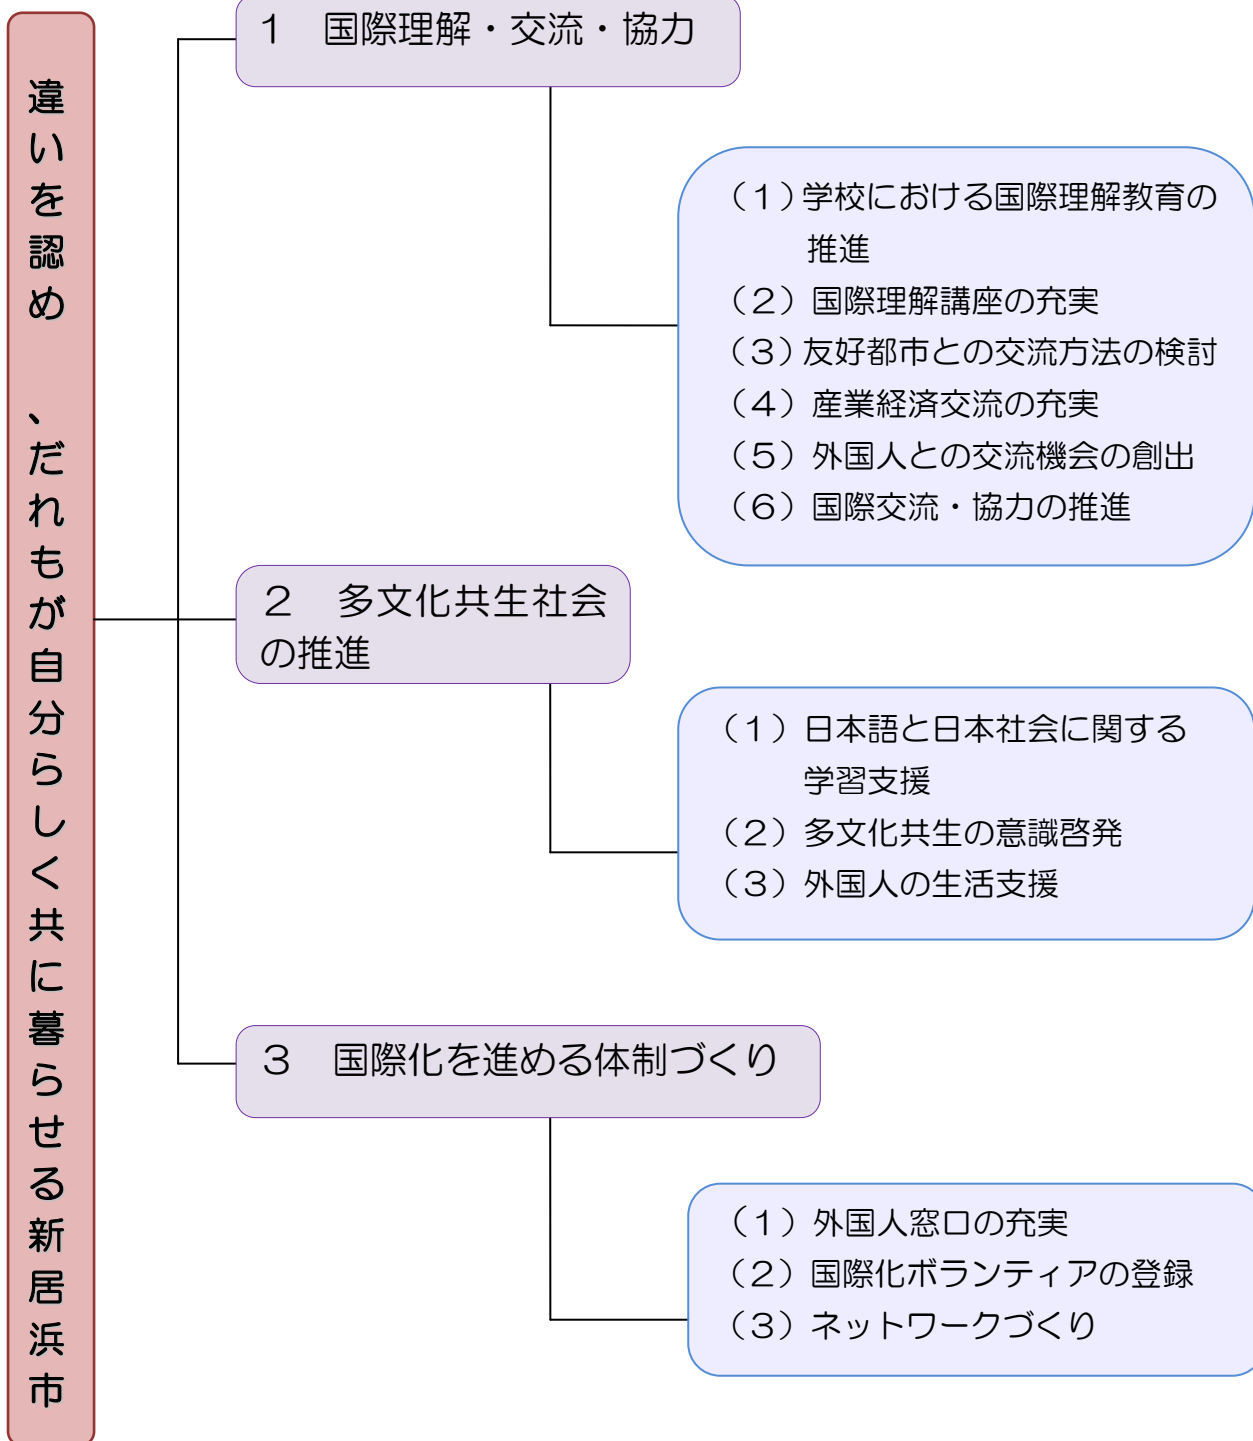 違いを認め　、だれもが自分らしく共に暮らせる新居浜市
１　国際理解・交流・協力
（１）学校における国際理解教育の
推進
（２）国際理解講座の充実
（３）友好都市との交流方法の検討
（４）産業経済交流の充実
（５）外国人との交流機会の創出
（６）国際交流・協力の推進
２　多文化共生社会
の推進
（１）日本語と日本社会に関する
学習支援
（２）多文化共生の意識啓発
（３）外国人の生活支援
３　国際化を進める体制づくり
（１）外国人窓口の充実
（２）国際化ボランティアの登録
（３）ネットワークづくり